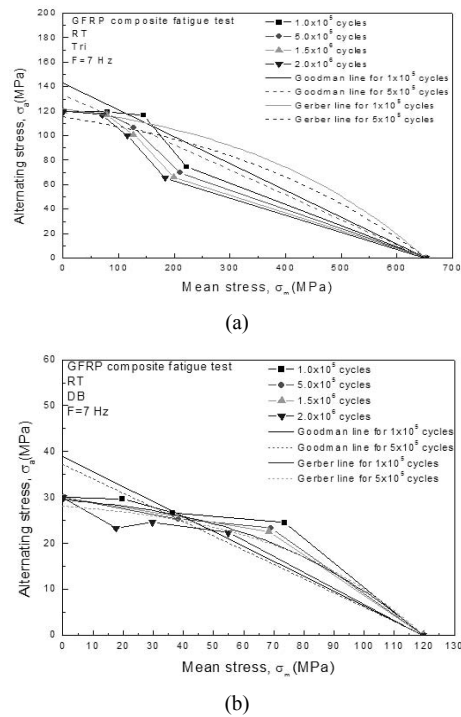 GFRP composite fatigue test
RT
Tri
F=7 Hz
1.0x10⁵ cycles
5.0x10⁵ cycles
1.5x10⁶ cycles
2.0x10⁶ cycles
Goodman line for 1x10⁵ cycles
Goodman line for 5x10⁵ cycles
Gerber line for 1x10⁵ cycles
Gerber line for 5x10⁵ cycles
Alternating stress, σa(MPa)
200
180
160
140
120
100
80
60
40
20
0
0 100 200 300 400 500 600 700
Mean stress, σm(MPa)
(a)
GFRP composite fatigue test
RT
DB
F=7 Hz
1.0x10⁵ cycles
5.0x10⁵ cycles
1.5x10⁶ cycles
2.0x10⁶ cycles
Goodman line for 1x10⁵ cycles
Goodman line for 5x10⁵ cycles
Gerber line for 1x10⁵ cycles
Gerber line for 5x10⁵ cycles
Alternating stress, σa(MPa)
60
50
40
30
20
10
0
0 10 20 30 40 50 60 70 80 90 100 110 120 130
Mean stress, σm(MPa)
(b)